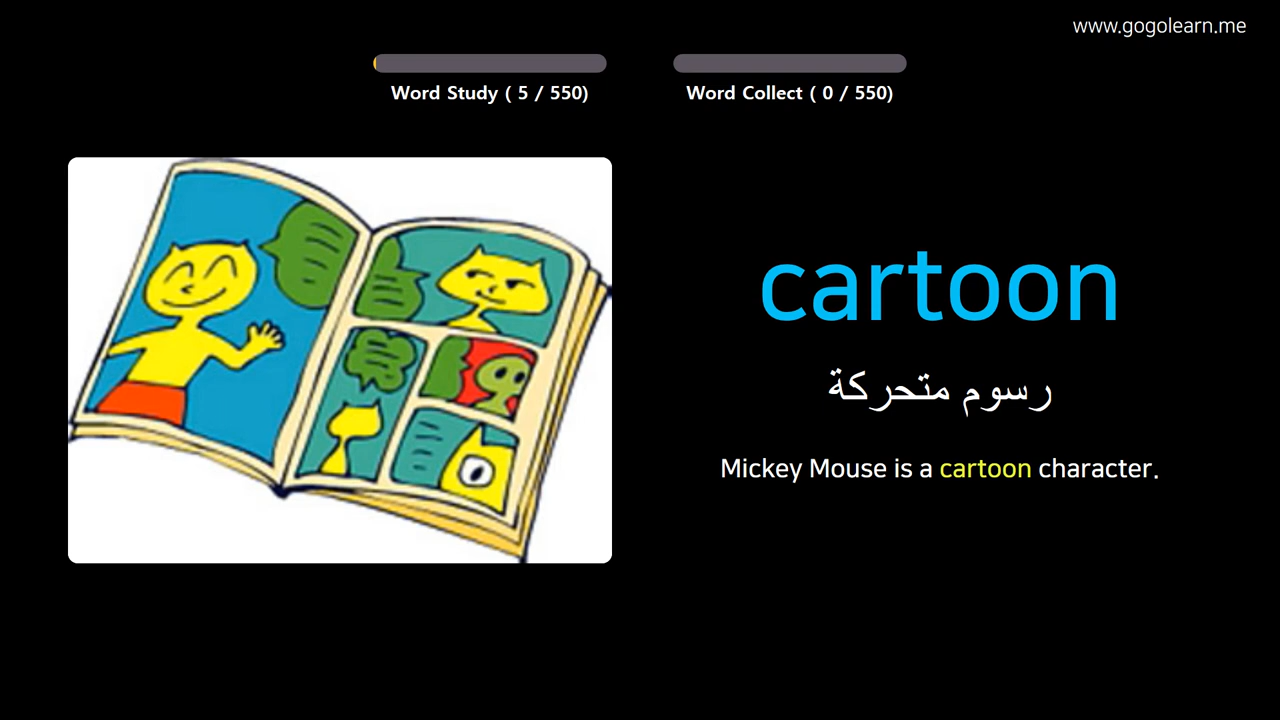 www.gogolearn.me
Word Study ( 5 / 550)
Word Collect ( 0 / 550)
cartoon
رسوم متحركة
Mickey Mouse is a cartoon character.